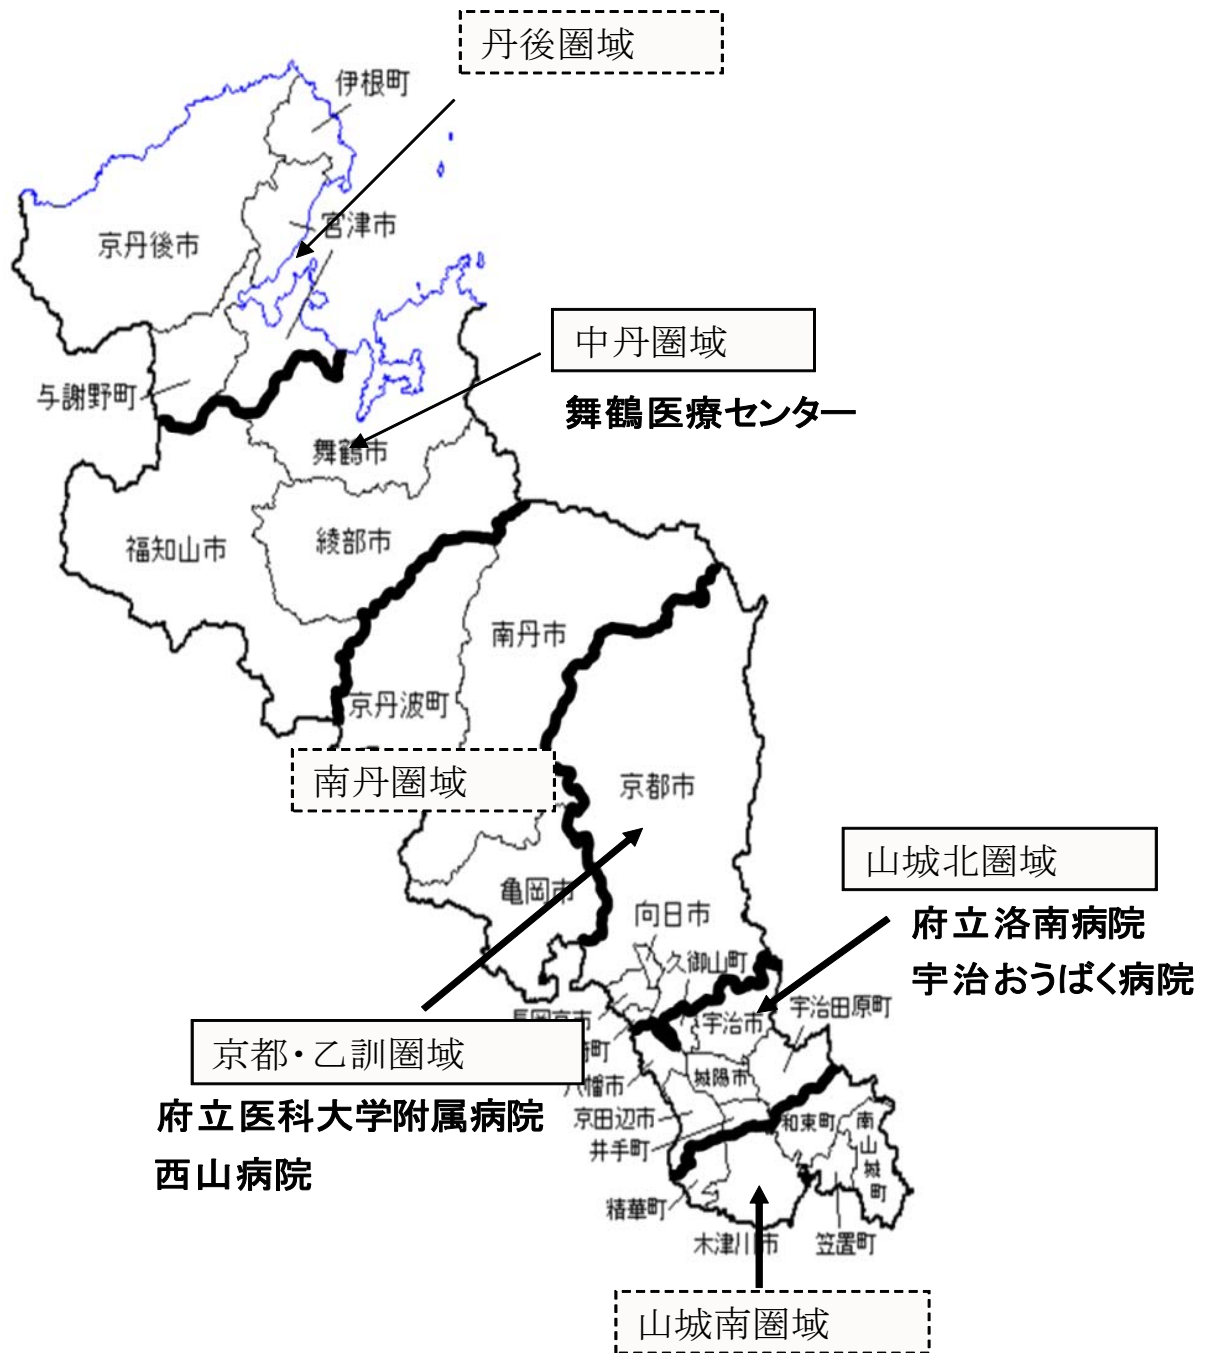 丹後圏域
伊根町
宮津市
京丹後市
中丹圏域
与謝野町
舞鶴医療センター
舞鶴市
福知山市
綾部市
南丹市
京丹波町
南丹圏域
京都市
山城北圏域
亀岡市
向日市
府立洛南病院
久御山町
宇治おうばく病院
宇治田原町
長岡京市
宇治市
京都・乙訓圏域
町
八幡市
城陽市
府立医科大学附属病院
京田辺市
和東町
南山城町
井手町
西山病院
精華町
木津川市
笠置町
山城南圏域